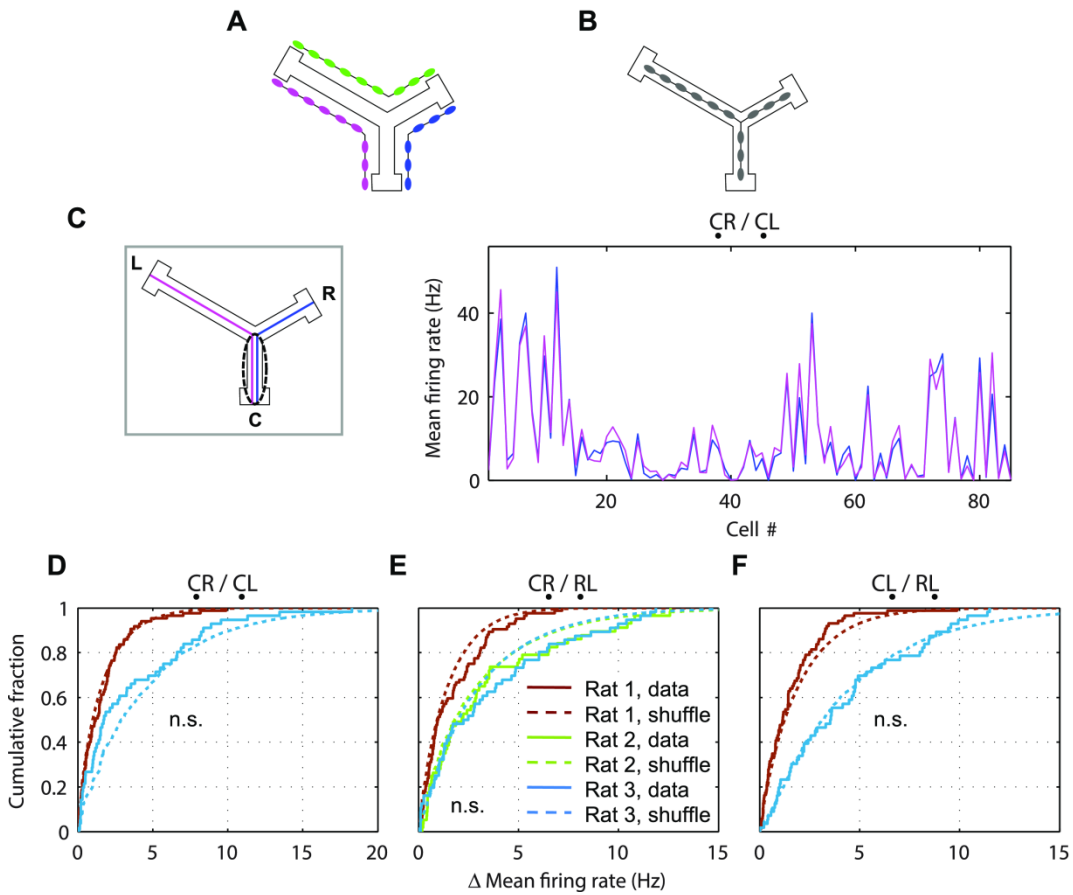 A
B
C
L
R
C
CR / CL
Mean firing rate (Hz)
40
20
0
20
40
60
80
Cell #
D
CR / CL
Cumulative fraction
1
0.8
0.6
0.4
0.2
0
n.s.
0
5
10
15
20
E
CR / RL
Rat 1, data
Rat 1, shuffle
Rat 2, data
Rat 2, shuffle
Rat 3, data
Rat 3, shuffle
n.s.
0
5
10
15
Δ Mean firing rate (Hz)
F
CL / RL
n.s.
0
5
10
15